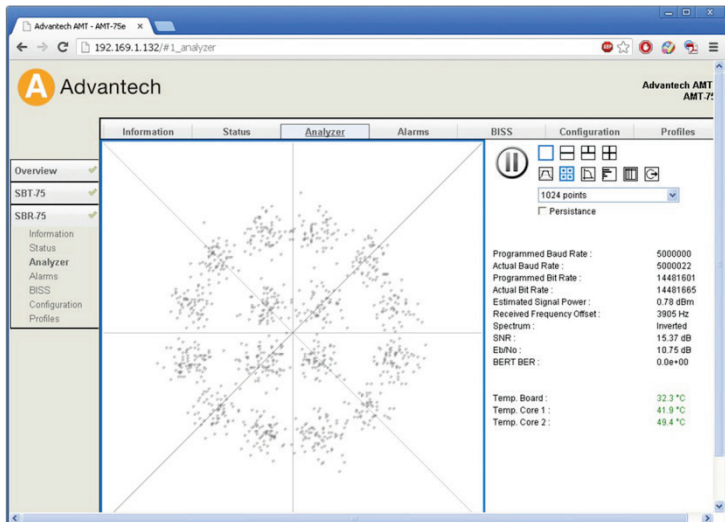 Advantech AMT - AMT-75e
192.169.1.132/#1_analyzer
Advantech
Advantech AMT
AMT-75
Information Status Analyzer Alarms BISS Configuration Profiles
Overview
SBT-75
SBR-75
Information
Status
Analyzer
Alarms
BISS
Configuration
Profiles
1024 points
Persistance
Programmed Baud Rate : 5000000
Actual Baud Rate : 5000022
Programmed Bit Rate : 14481601
Actual Bit Rate : 14481665
Estimated Signal Power : 0.78 dBm
Received Frequency Offset : 3905 Hz
Spectrum : Inverted
SNR : 15.37 dB
Eb/No : 10.75 dB
BERT BER : 0.0e+00
Temp. Board : 32.3 °C
Temp. Core 1 : 41.9 °C
Temp. Core 2 : 49.4 °C